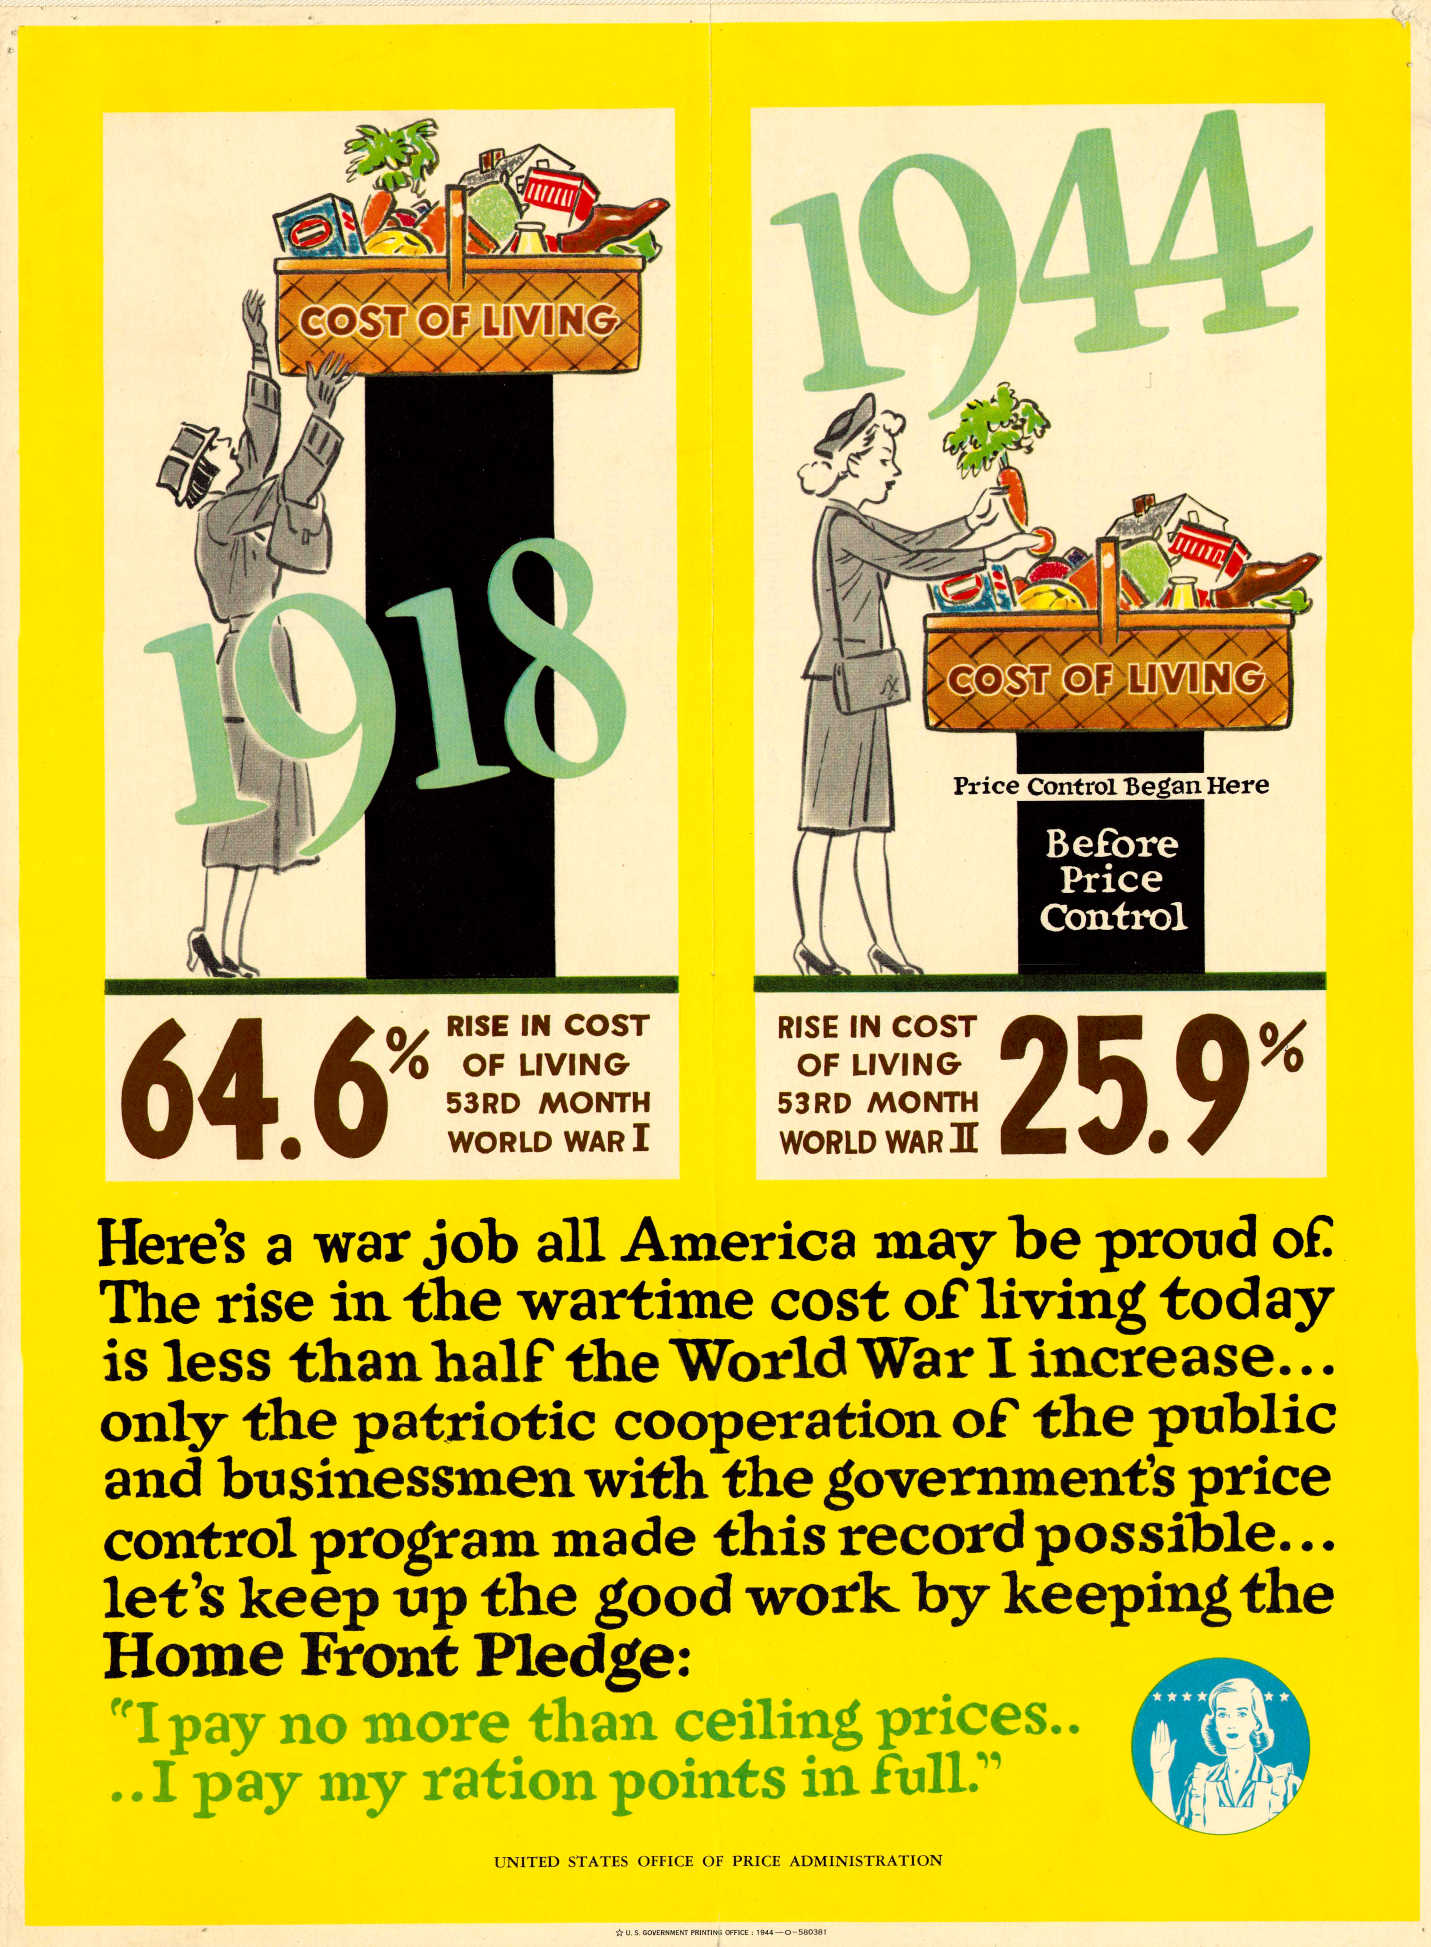 COST OF LIVING
1918
64.6%
RISE IN COST
OF LIVING
53RD MONTH
WORLD WAR I
1944
COST OF LIVING
Price Control Began Here
Before
Price
Control
RISE IN COST
OF LIVING
53RD MONTH
WORLD WAR II
25.9%
Here's a war job all America may be proud of.
The rise in the wartime cost of living today
is less than half the World War I increase...
only the patriotic cooperation of the public
and businessmen with the government's price
control program made this record possible...
let's keep up the good work by keeping the
Home Front Pledge:
"I pay no more than ceiling prices..
..I pay my ration points in full."
UNITED STATES OFFICE OF PRICE ADMINISTRATION
☆ U. S. GOVERNMENT PRINTING OFFICE : 1944—O-580381